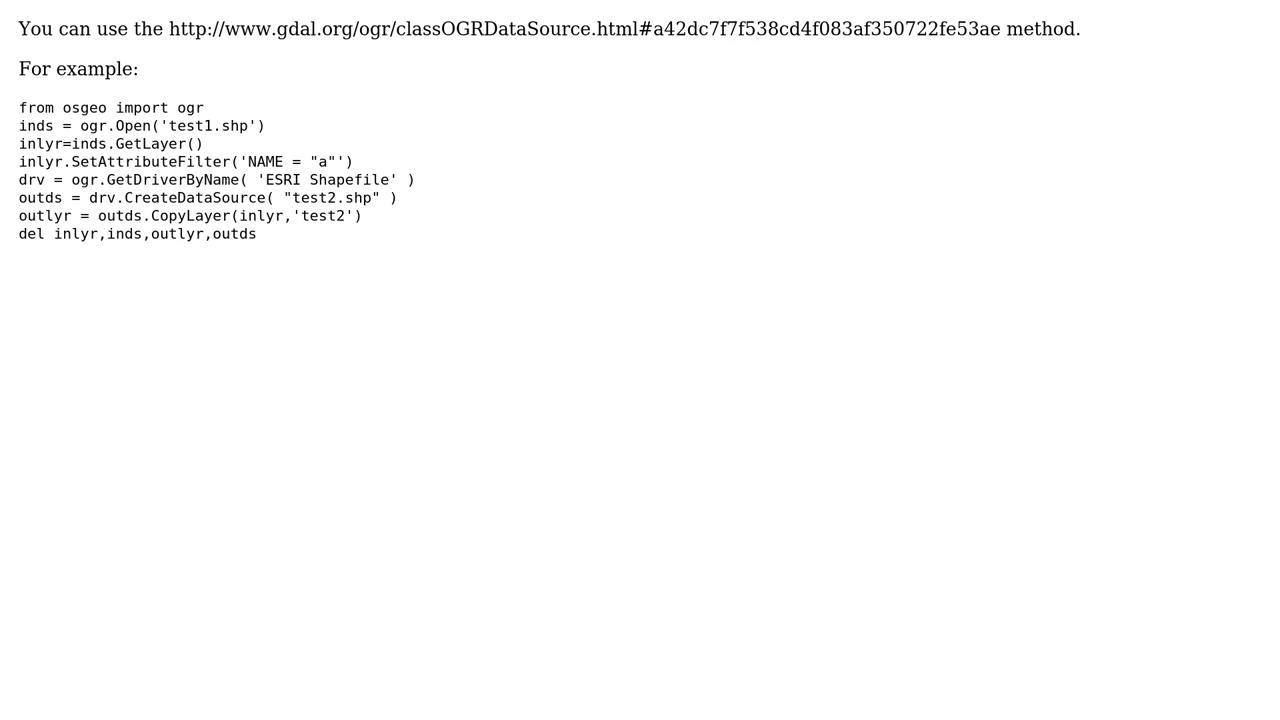 You can use the http://www.gdal.org/ogr/classOGRDataSource.html#a42dc7f7f538cd4f083af350722fe53ae method.
For example:
from osgeo import ogr
inds = ogr.Open('test1.shp')
inlyr=inds.GetLayer()
inlyr.SetAttributeFilter('NAME = "a"')
drv = ogr.GetDriverByName( 'ESRI Shapefile' )
outds = drv.CreateDataSource( "test2.shp" )
outlyr = outds.CopyLayer(inlyr,'test2')
del inlyr,inds,outlyr,outds